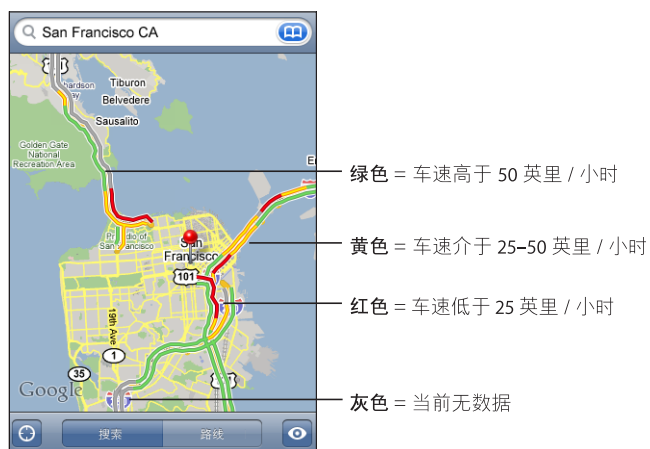 San Francisco CA
Tiburon
Belvedere
Sausalito
Golden Gate
National
Recreation Area
绿色 = 车速高于 50 英里 / 小时
San
Francisco
黄色 = 车速介于 25–50 英里 / 小时
101
红色 = 车速低于 25 英里 / 小时
19th Ave
1
35
Google
灰色 = 当前无数据
搜索
路线